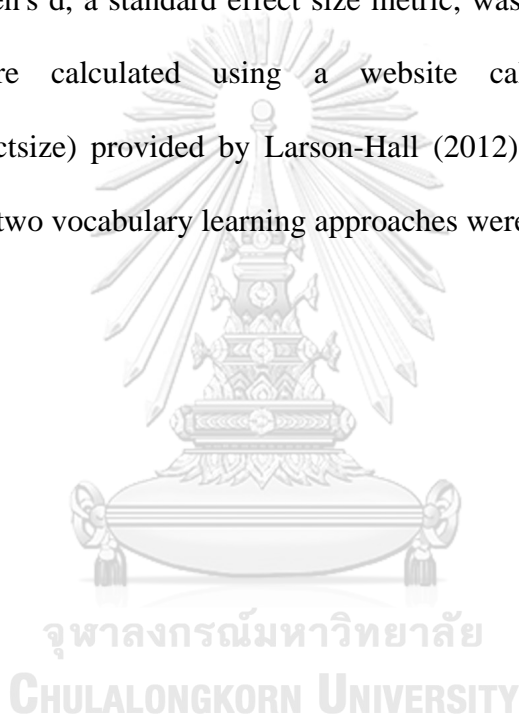 en's d, a standard effect size metric, was
re calculated using a website cal
ctsize) provided by Larson-Hall (2012)
two vocabulary learning approaches were
จุฬาลงกรณ์มหาวิทยาลัย
CHULALONGKORN UNIVERSITY